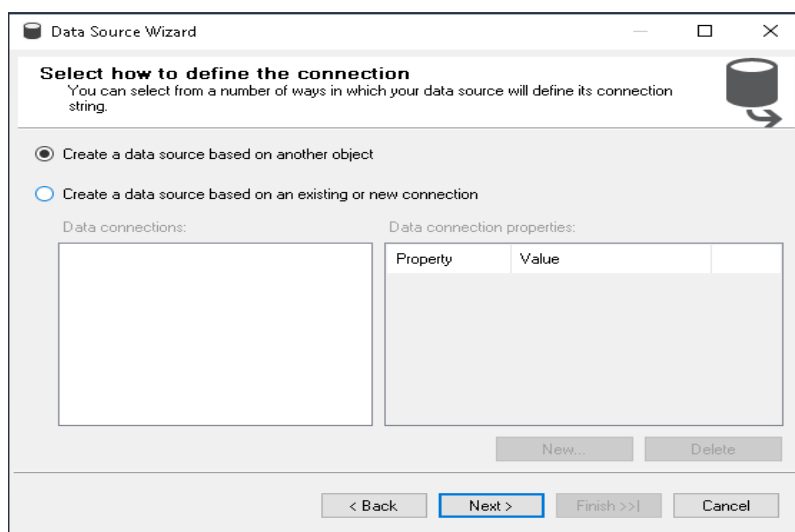 Data Source Wizard
Select how to define the connection
You can select from a number of ways in which your data source will define its connection
string.
Create a data source based on another object
Create a data source based on an existing or new connection
Data connections:
Data connection properties:
Property Value
New... Delete
< Back Next > Finish >>| Cancel